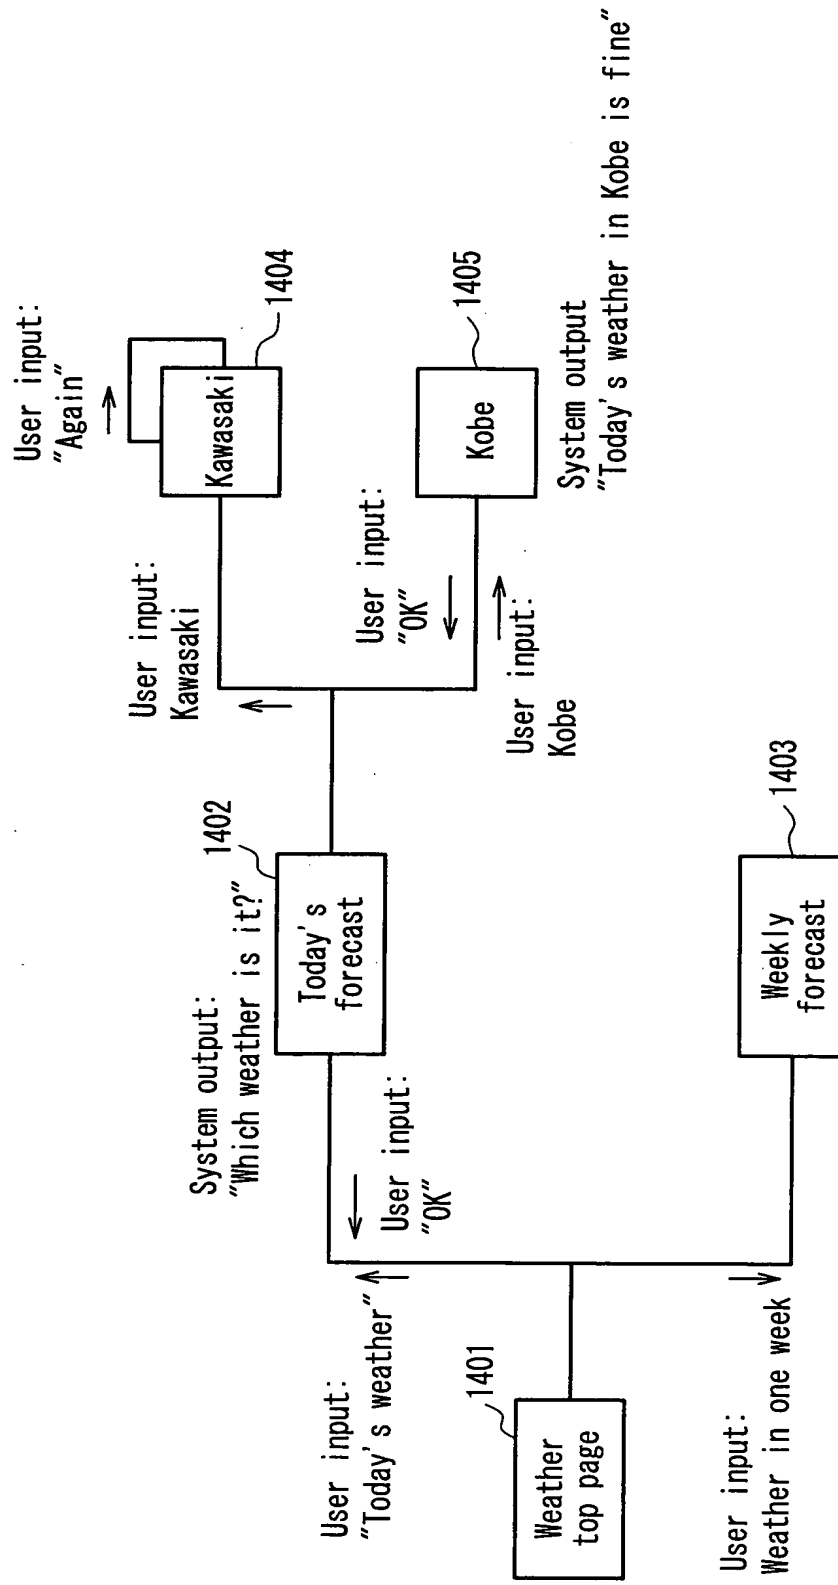 User input:
"Today's weather"
Weather
top page
1401
User input:
Weather in one week
System output:
"Which weather is it?"
1402
Today's
forecast
User input:
"OK"
Weekly
forecast
1403
User input:
Kawasaki
User input:
"Again"
Kawasaki
1404
User input:
"OK"
User input:
Kobe
Kobe
1405
System output
"Today's weather in Kobe is fine"